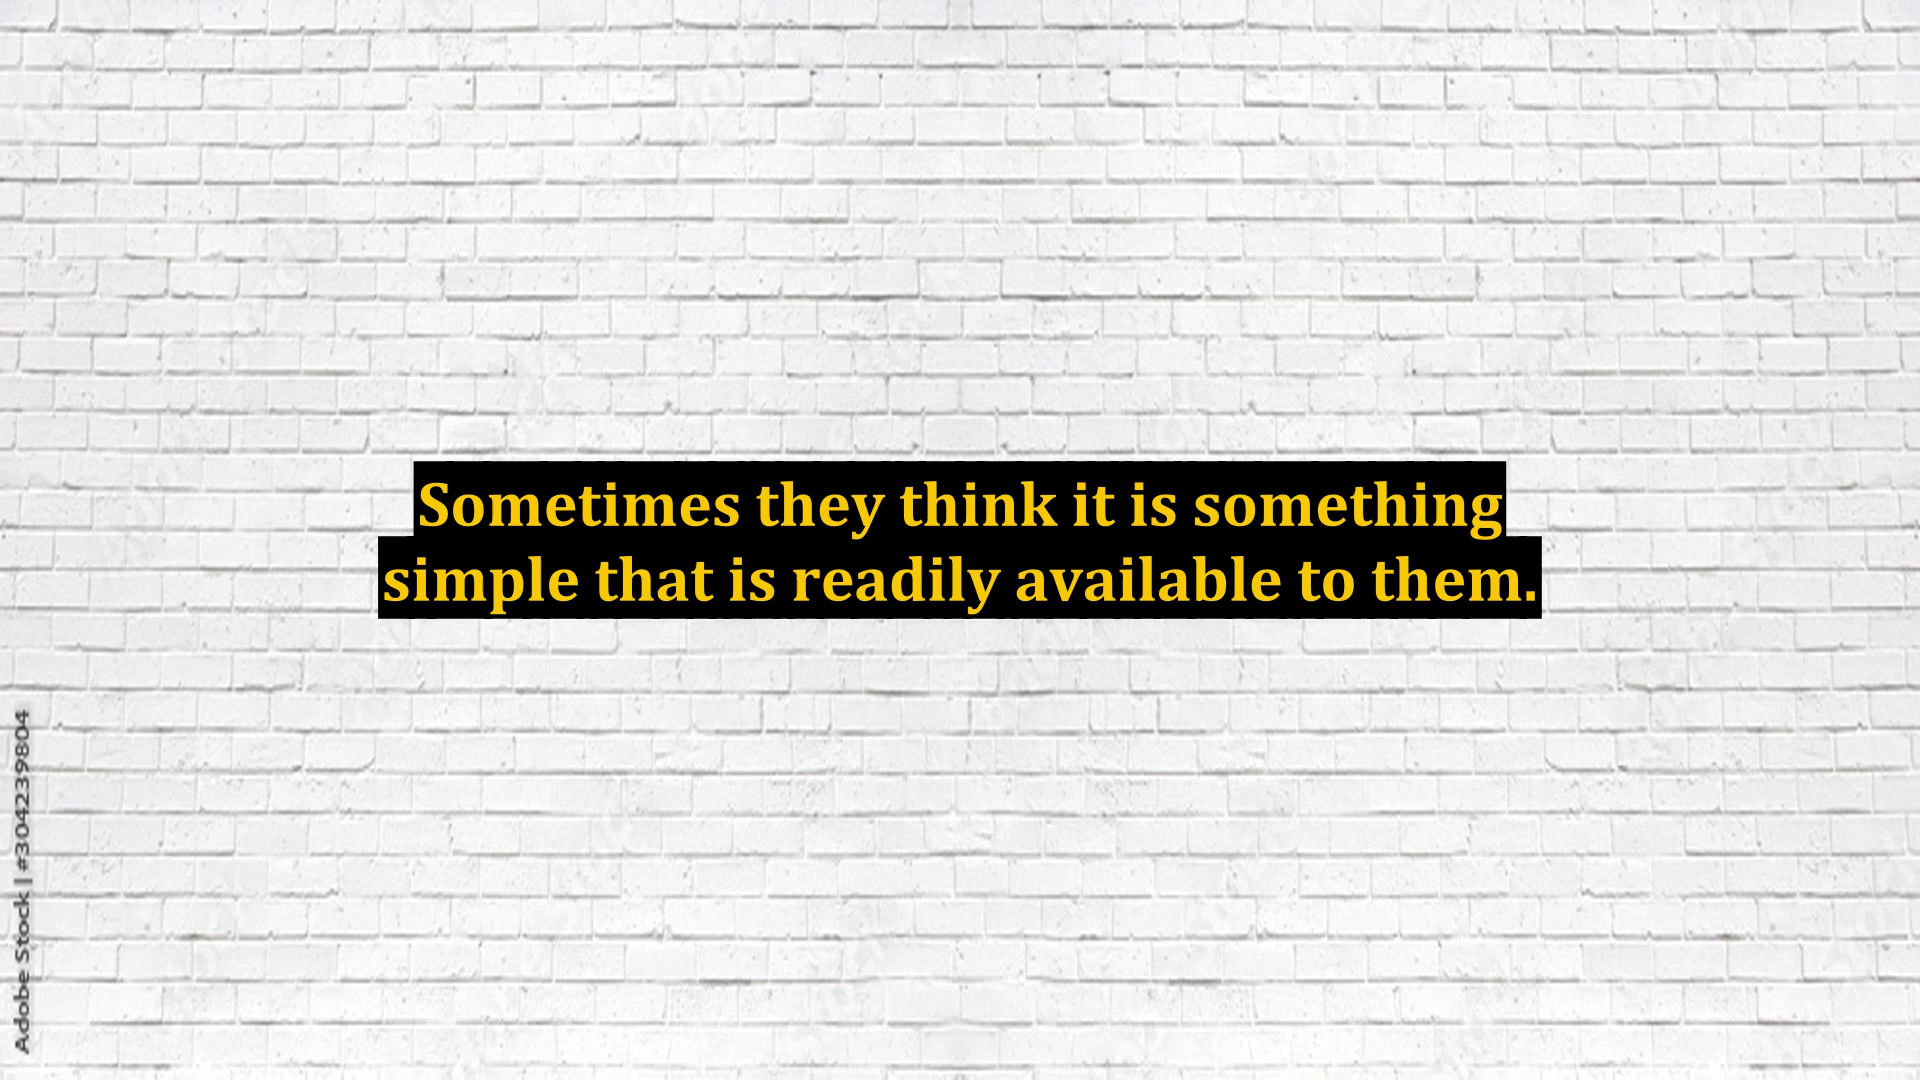 Sometimes they think it is something
simple that is readily available to them.
Adobe Stock | #304239804